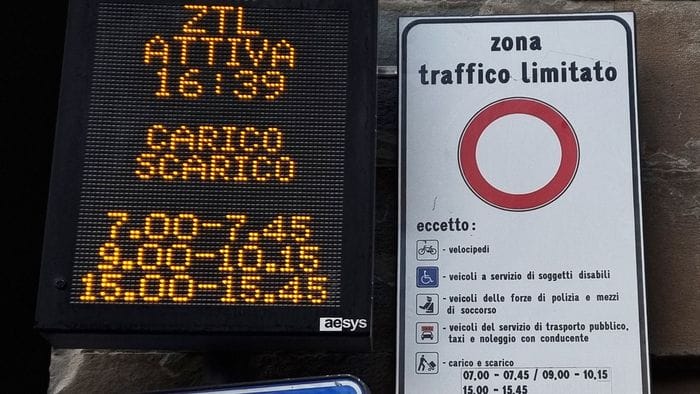 ZTL
ATTIVA
16:39
CARICO
SCARICO
7.00-7.45
9.00-10.15
15.00-15.45
aesys
zona
traffico limitato
eccetto:
- velocipedi
- veicoli a servizio di soggetti disabili
- veicoli delle forze di polizia e mezzi
di soccorso
- veicoli del servizio di trasporto pubblico,
taxi e noleggio con conducente
- carico e scarico
07,00 - 07,45 / 09,00 - 10,15
15,00 - 15,45